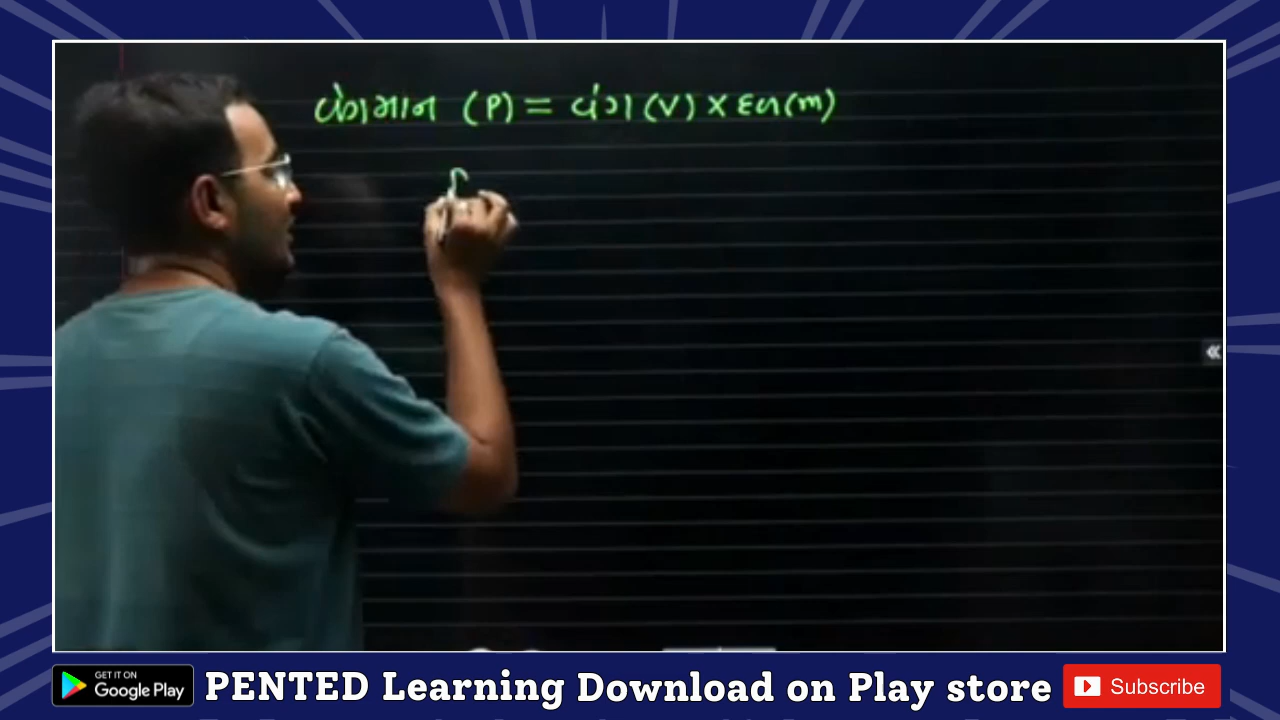 વેગમાન (P) = વેગ (v) × દળ (m)
GET IT ON
Google Play
PENTED Learning Download on Play store
Subscribe